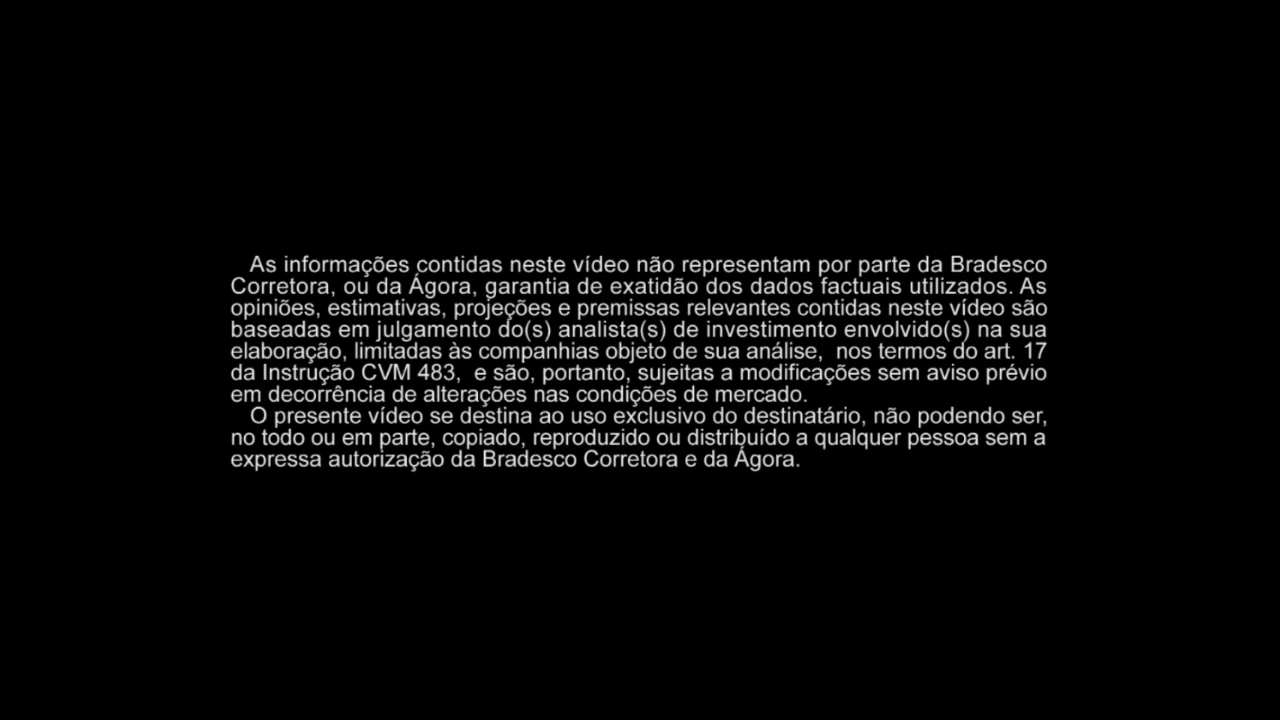 As informações contidas neste vídeo não representam por parte da Bradesco
Corretora, ou da Ágora, garantia de exatidão dos dados factuais utilizados. As
opiniões, estimativas, projeções e premissas relevantes contidas neste vídeo são
baseadas em julgamento do(s) analista(s) de investimento envolvido(s) na sua
elaboração, limitadas às companhias objeto de sua análise, nos termos do art. 17
da Instrução CVM 483, e são, portanto, sujeitas a modificações sem aviso prévio
em decorrência de alterações nas condições de mercado.
O presente vídeo se destina ao uso exclusivo do destinatário, não podendo ser,
no todo ou em parte, copiado, reproduzido ou distribuído a qualquer pessoa sem a
expressa autorização da Bradesco Corretora e da Ágora.